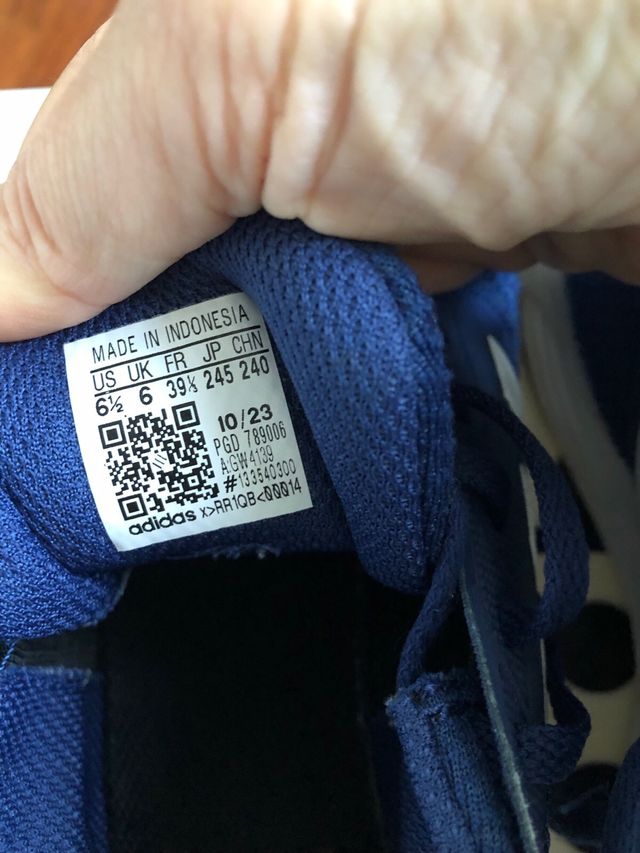 MADE IN INDONESIA
US UK FR JP CHN
6½ 6 39⅓ 245 240
10/23
PGD 789006
A.GW4139
#133540300
adidas x>RR1QB<00014